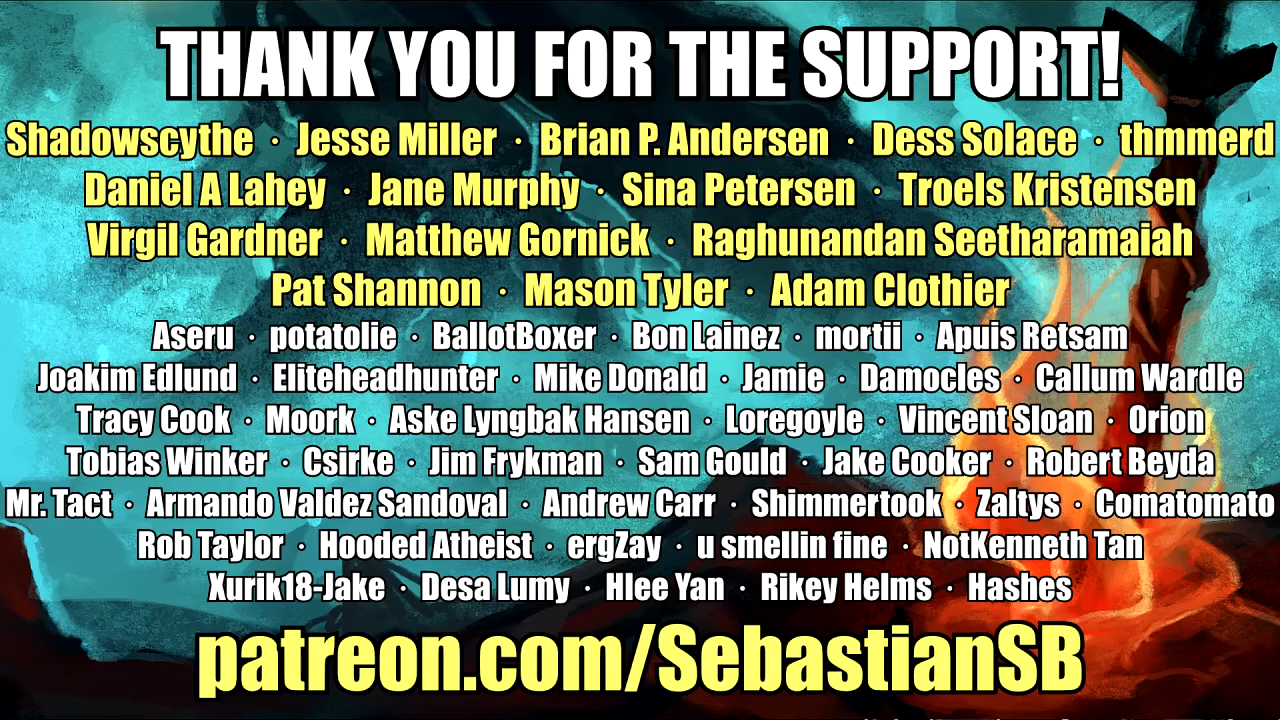 THANK YOU FOR THE SUPPORT!
Shadowscythe · Jesse Miller · Brian P. Andersen · Dess Solace · thmmerd
Daniel A Lahey · Jane Murphy · Sina Petersen · Troels Kristensen
Virgil Gardner · Matthew Gornick · Raghunandan Seetharamaiah
Pat Shannon · Mason Tyler · Adam Clothier
Aseru · potatolie · BallotBoxer · Bon Lainez · mortii · Apuis Retsam
Joakim Edlund · Eliteheadhunter · Mike Donald · Jamie · Damocles · Callum Wardle
Tracy Cook · Moork · Aske Lyngbak Hansen · Loregoyle · Vincent Sloan · Orion
Tobias Winker · Csirke · Jim Frykman · Sam Gould · Jake Cooker · Robert Beyda
Mr. Tact · Armando Valdez Sandoval · Andrew Carr · Shimmertook · Zaltys · Comatomato
Rob Taylor · Hooded Atheist · ergZay · u smellin fine · NotKenneth Tan
Xurik18-Jake · Desa Lumy · Hlee Yan · Rikey Helms · Hashes
patreon.com/SebastianSB